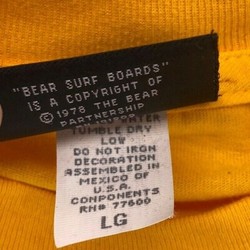 "BEAR SURF BOARDS"
IS A COPYRIGHT
© 1978 THE BEAR
PARTNERSHIP
TUMBLE DRY
LOW
DO NOT IRON
DECORATION
ASSEMBLED IN
MEXICO OF
U.S.A.
COMPONENTS
RN# 77600
LG